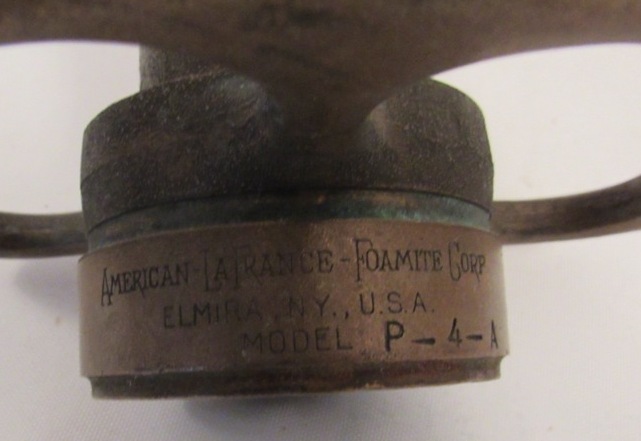 AMERICAN-LAFRANCE-FOAMITE CORP
ELMIRA, N.Y., U.S.A.
MODEL P-4-A